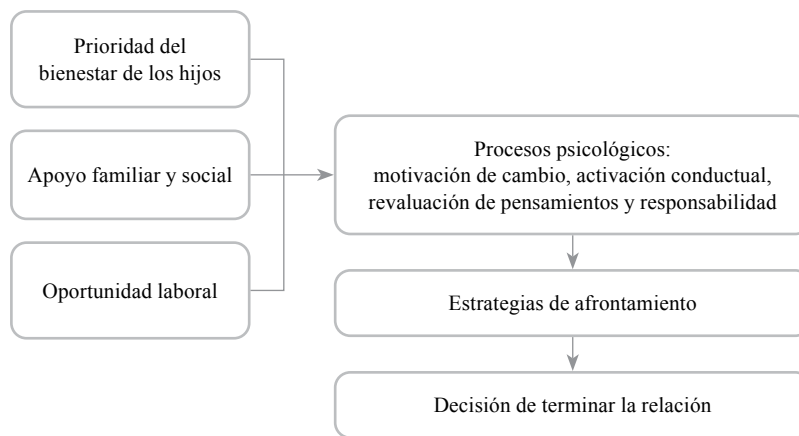 Prioridad del
bienestar de los hijos
Apoyo familiar y social
Oportunidad laboral
Procesos psicológicos:
motivación de cambio, activación conductual,
revaluación de pensamientos y responsabilidad
Estrategias de afrontamiento
Decisión de terminar la relación